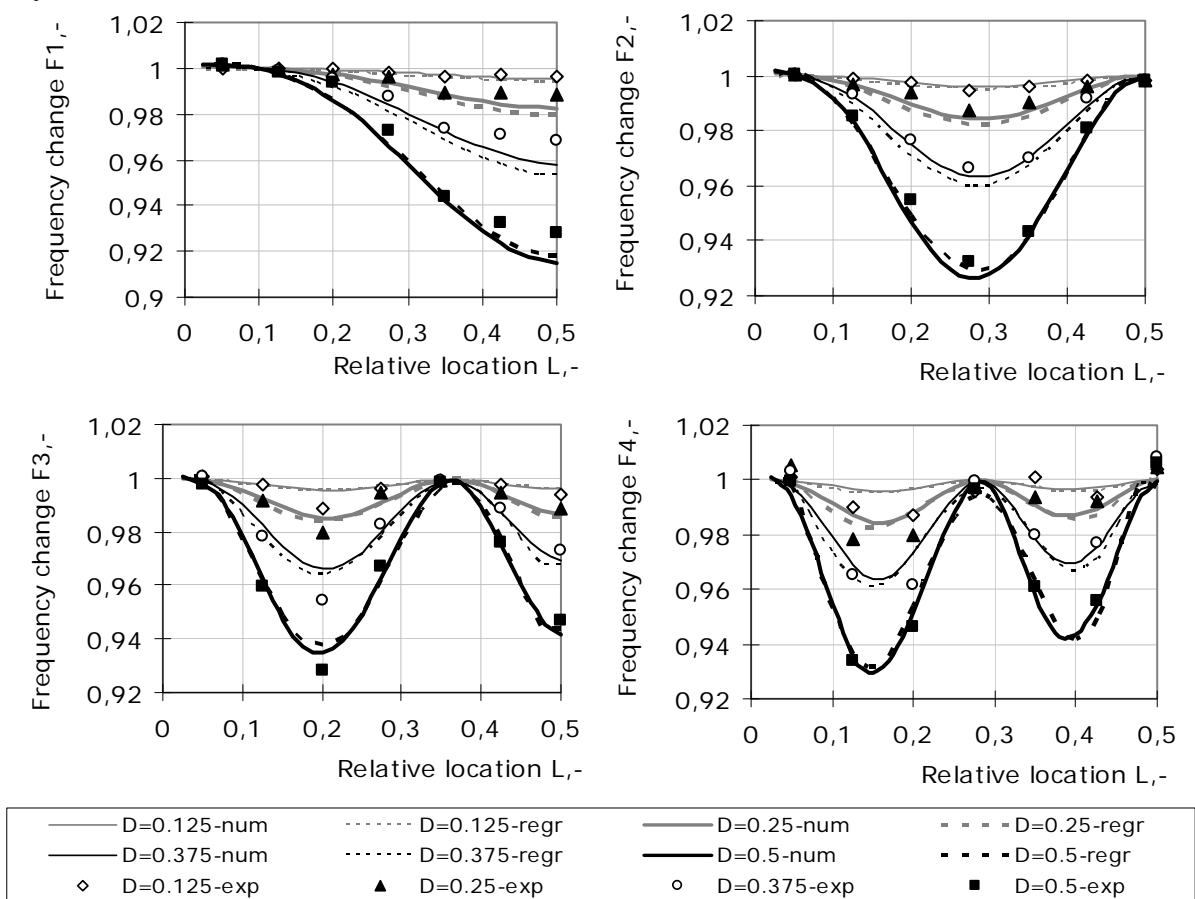 Frequency change F1,-
1,02
1
0,98
0,96
0,94
0,92
0,9
0 0,1 0,2 0,3 0,4 0,5
Relative location L,-
Frequency change F2,-
1,02
1
0,98
0,96
0,94
0,92
0 0,1 0,2 0,3 0,4 0,5
Relative location L,-
Frequency change F3,-
1,02
1
0,98
0,96
0,94
0,92
0 0,1 0,2 0,3 0,4 0,5
Relative location L,-
Frequency change F4,-
1,02
1
0,98
0,96
0,94
0,92
0 0,1 0,2 0,3 0,4 0,5
Relative location L,-
D=0.125-num D=0.125-regr D=0.25-num D=0.25-regr
D=0.375-num D=0.375-regr D=0.5-num D=0.5-regr
D=0.125-exp D=0.25-exp D=0.375-exp D=0.5-exp